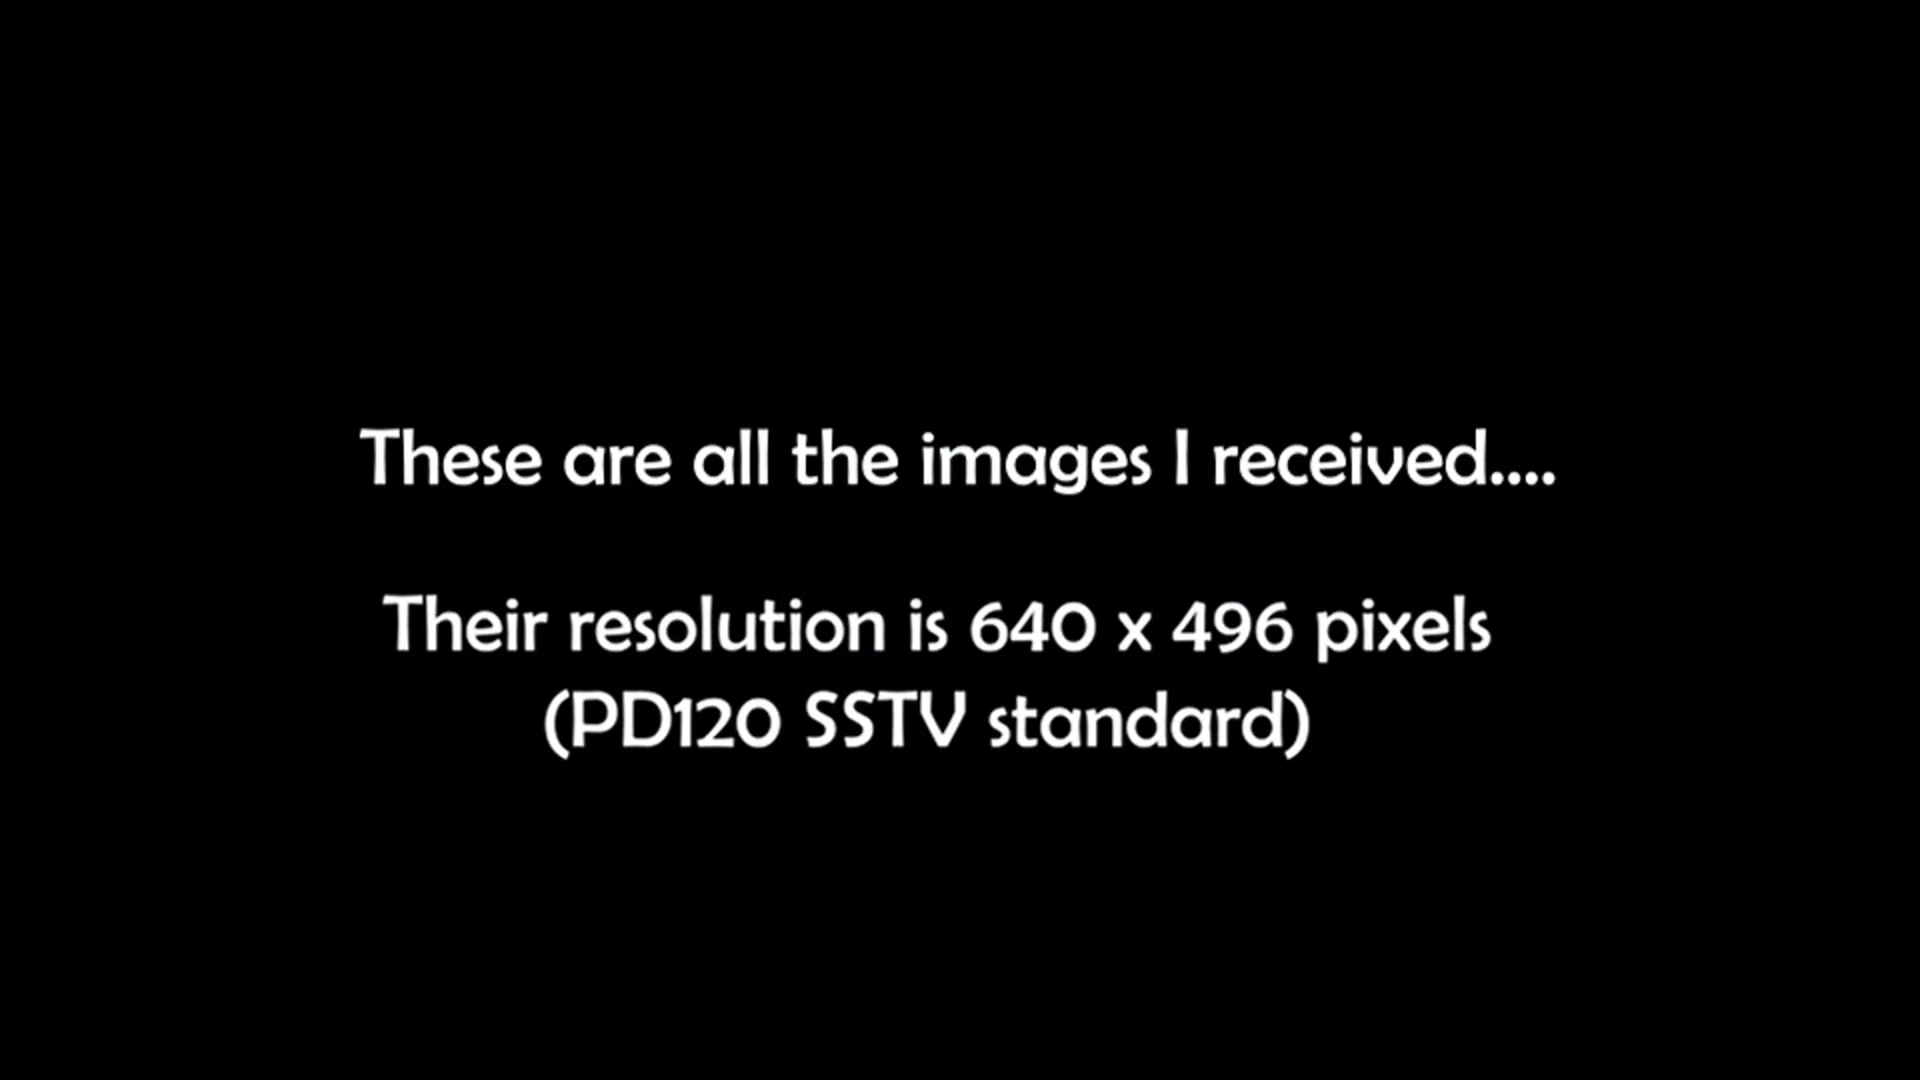 These are all the images I received....
Their resolution is 640 x 496 pixels
(PD120 SSTV standard)